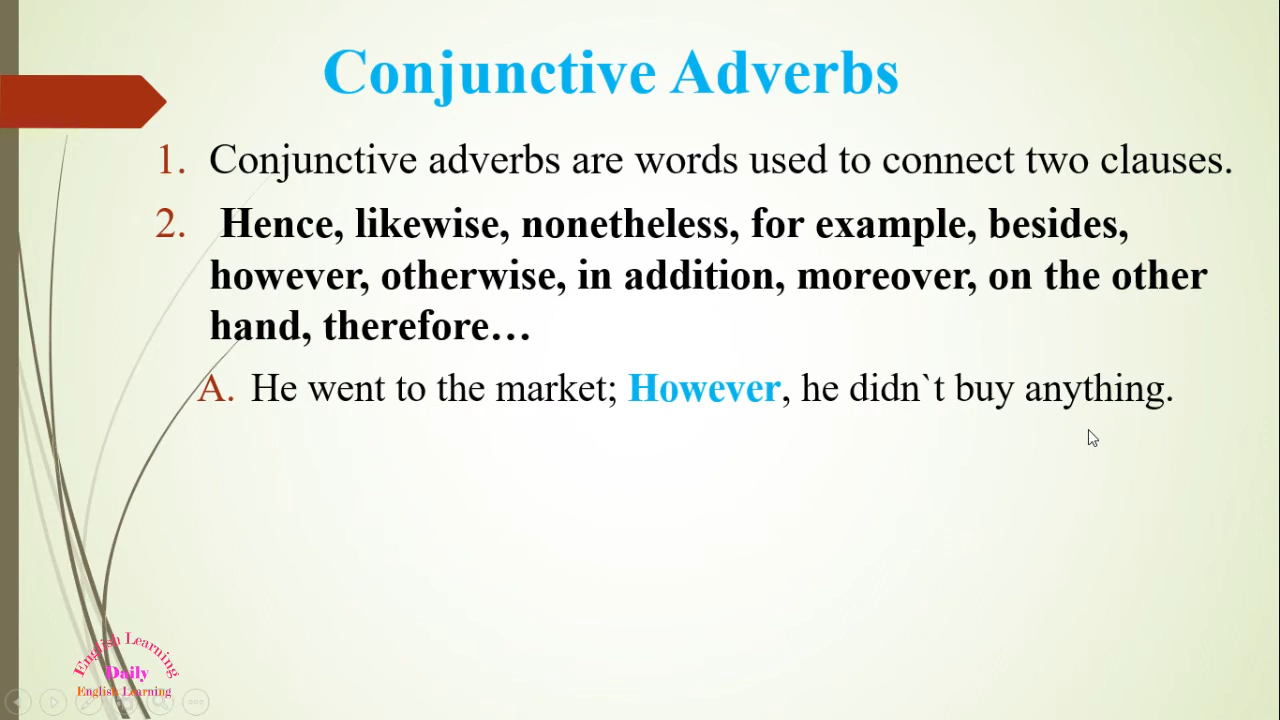 Conjunctive Adverbs
1. Conjunctive adverbs are words used to connect two clauses.
2. Hence, likewise, nonetheless, for example, besides,
however, otherwise, in addition, moreover, on the other
hand, therefore…
A. He went to the market; However, he didn`t buy anything.
English Learning
Daily
English Learning